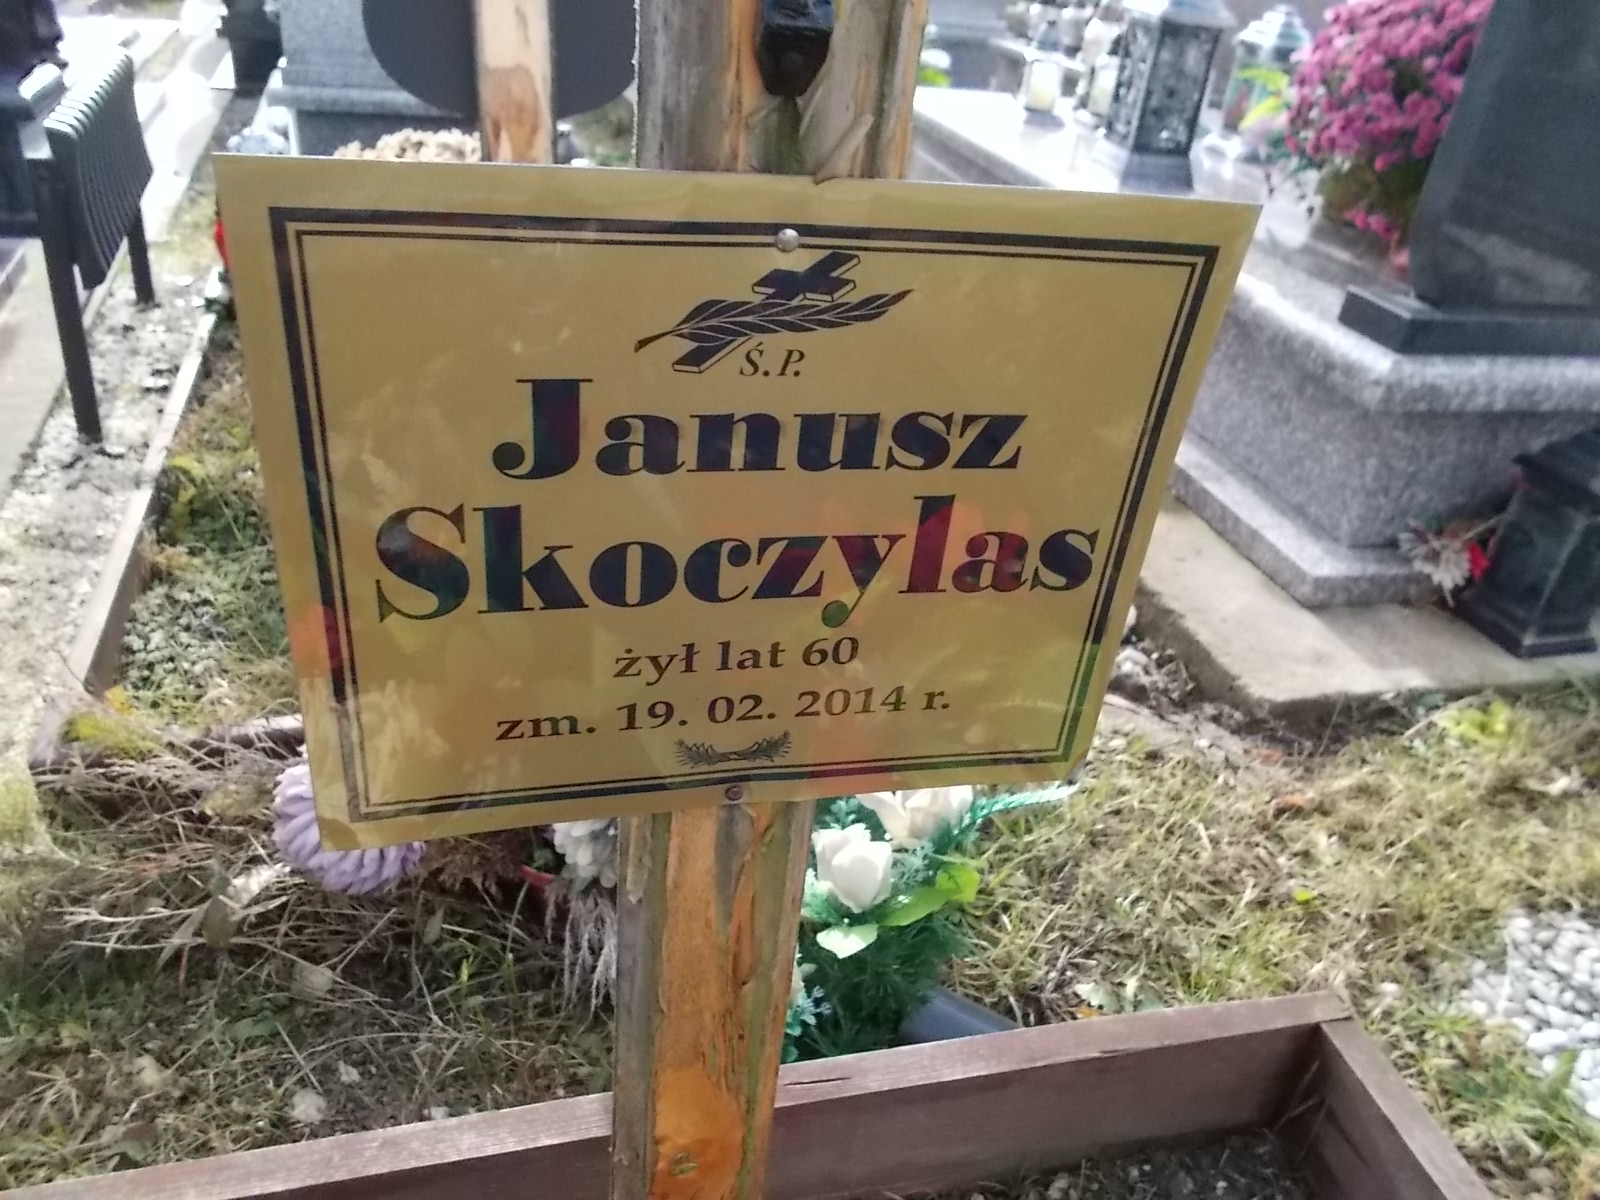 Ś.P.
Janusz
Skoczylas
żył lat 60
zm. 19. 02. 2014 r.